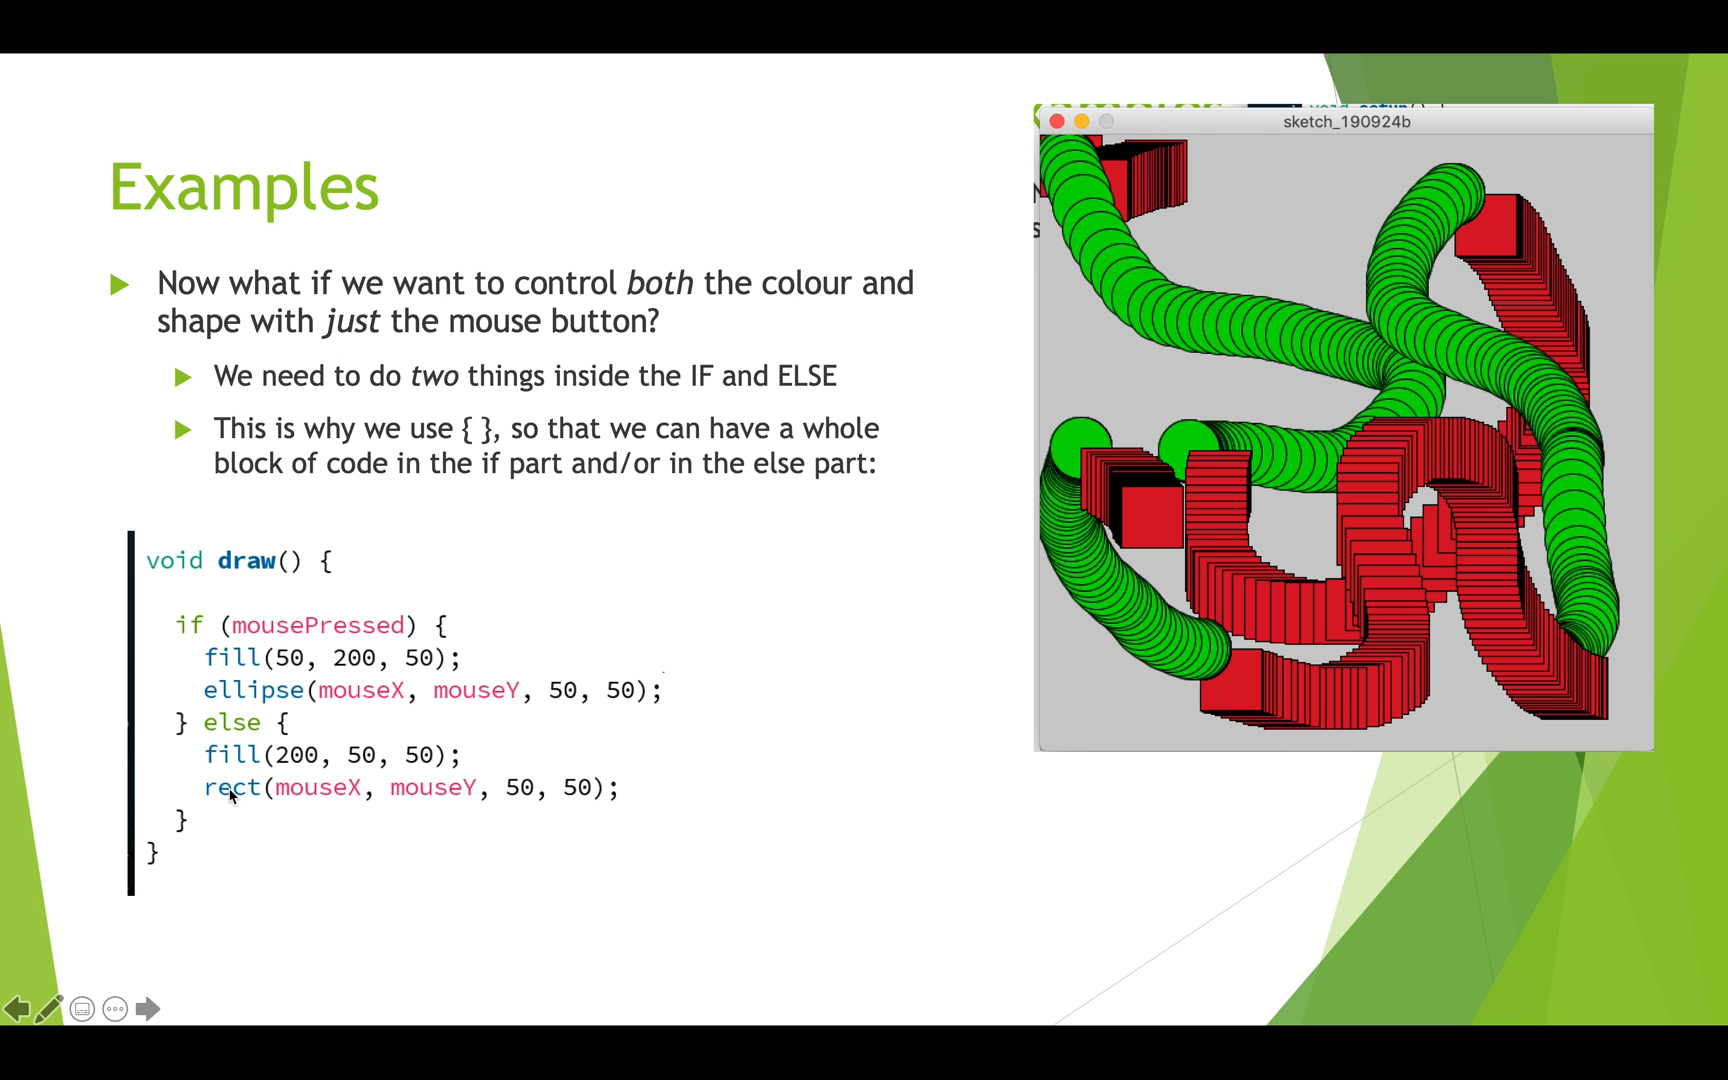 Examples
Now what if we want to control both the colour and
shape with just the mouse button?
We need to do two things inside the IF and ELSE
This is why we use { }, so that we can have a whole
block of code in the if part and/or in the else part:
void draw() {
if (mousePressed) {
fill(50, 200, 50);
ellipse(mouseX, mouseY, 50, 50);
} else {
fill(200, 50, 50);
rect(mouseX, mouseY, 50, 50);
}
}
sketch_190924b